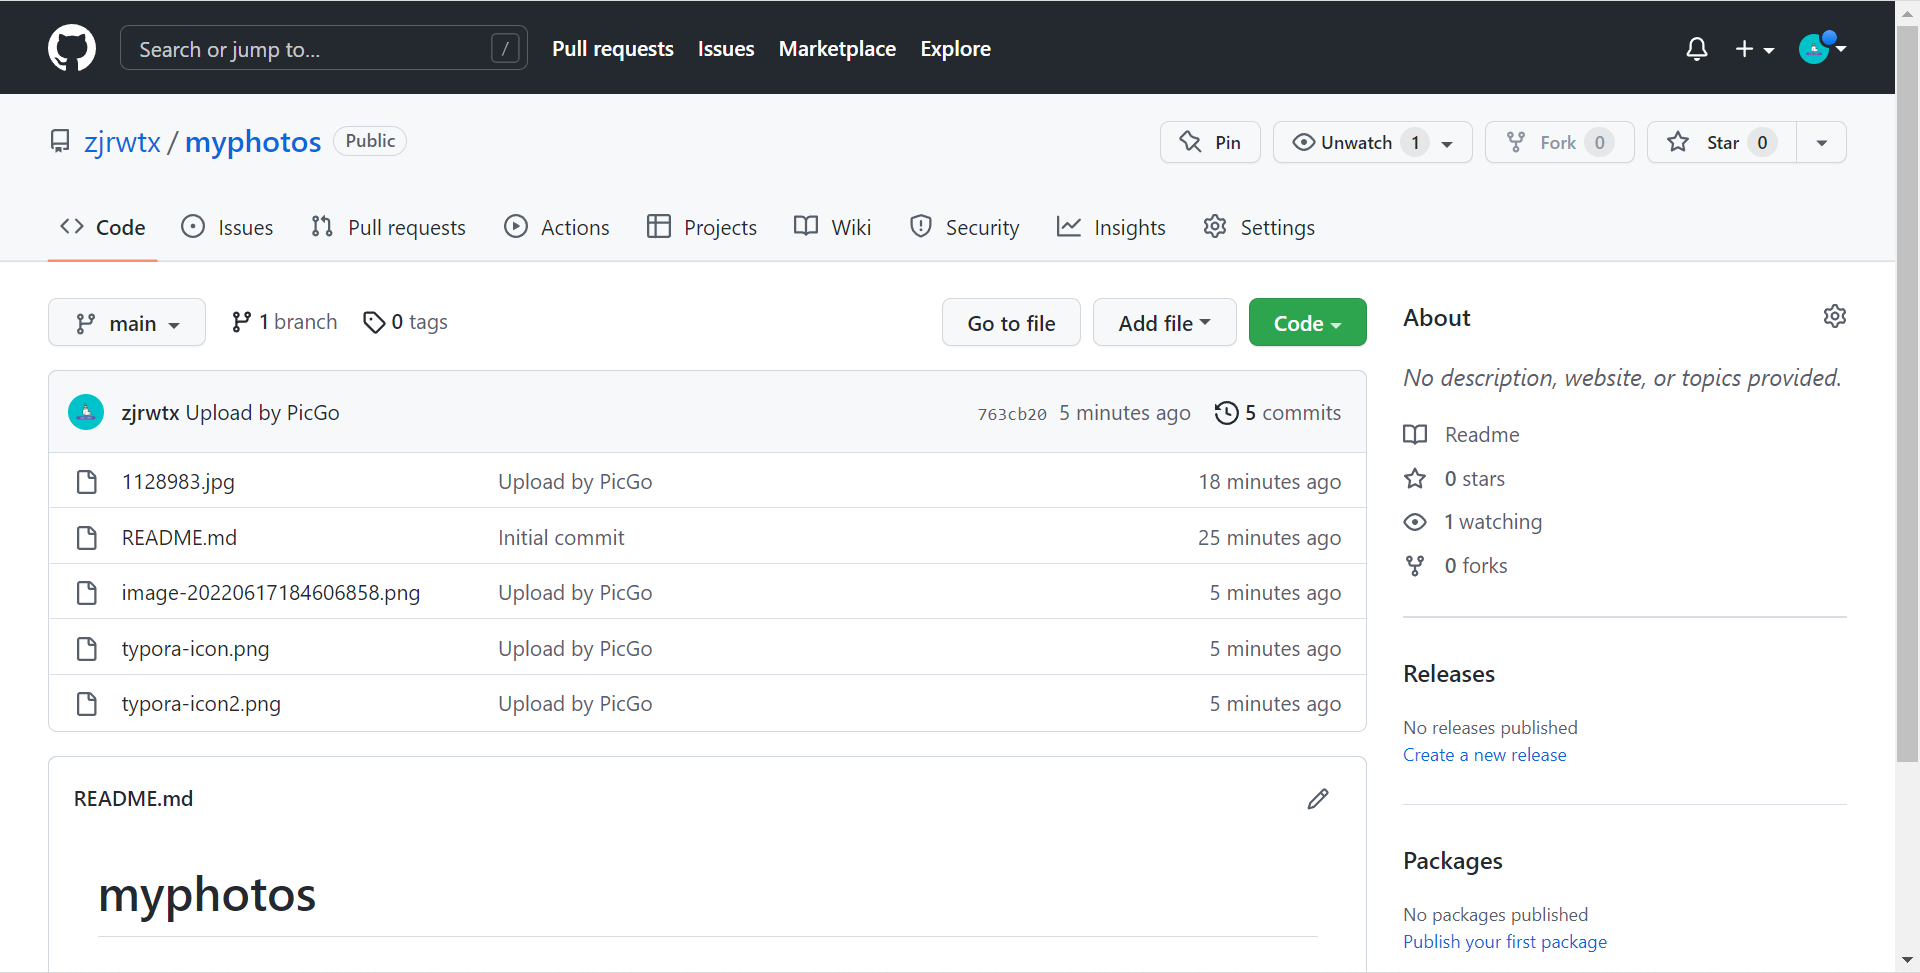 Search or jump to... / Pull requests Issues Marketplace Explore
zjrwtx / myphotos Public Pin Unwatch 1 Fork 0 Star 0
Code Issues Pull requests Actions Projects Wiki Security Insights Settings
main 1 branch 0 tags Go to file Add file Code
zjrwtx Upload by PicGo 763cb20 5 minutes ago 5 commits
1128983.jpg Upload by PicGo 18 minutes ago
README.md Initial commit 25 minutes ago
image-20220617184606858.png Upload by PicGo 5 minutes ago
typora-icon.png Upload by PicGo 5 minutes ago
typora-icon2.png Upload by PicGo 5 minutes ago
README.md
myphotos
About
No description, website, or topics provided.
Readme
0 stars
1 watching
0 forks
Releases
No releases published
Create a new release
Packages
No packages published
Publish your first package